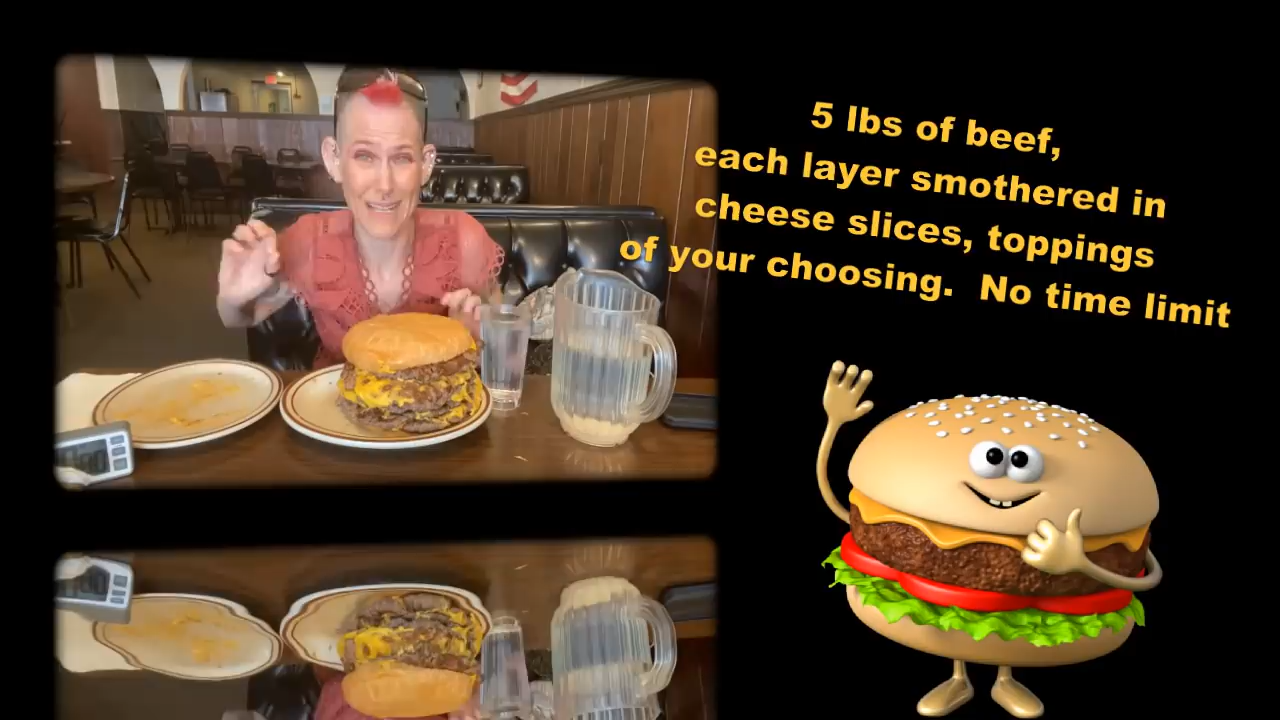 5 lbs of beef,
each layer smothered in
cheese slices, toppings
of your choosing.  No time limit